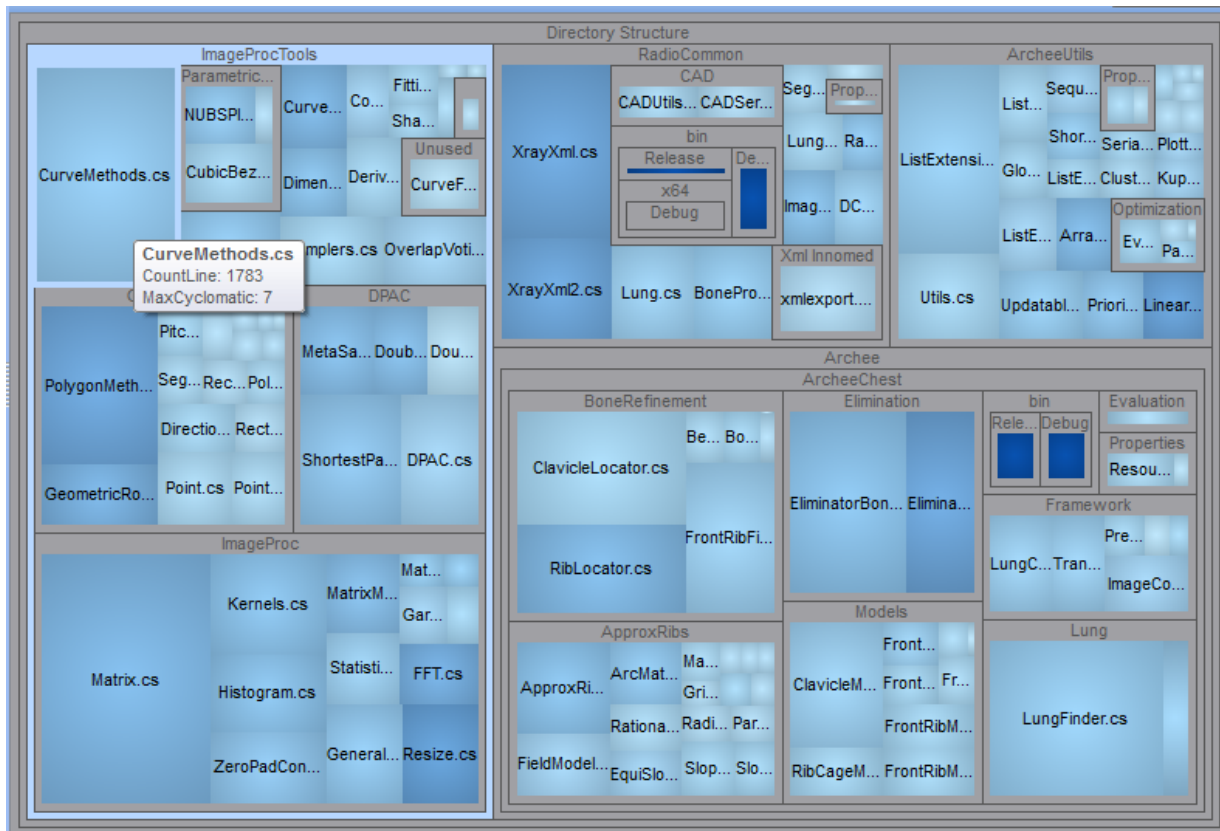 Directory Structure
ImageProcTools
CurveMethods.cs
Parametric...
NUBSPl...
CubicBez...
Curve...
Co...
Fitti...
Sha...
Dimen...
Deriv...
Unused
CurveF...
mplers.cs
OverlapVoti...
CurveMethods.cs
CountLine: 1783
MaxCyclomatic: 7
PolygonMeth...
GeometricRo...
Pitc...
Seg...
Rec...
Pol...
Directio...
Rect...
Point.cs
Point...
DPAC
MetaSa...
Doub...
Dou...
ShortestPa...
DPAC.cs
ImageProc
Matrix.cs
Kernels.cs
Histogram.cs
ZeroPadCon...
MatrixM...
Statisti...
General...
Mat...
Gar...
FFT.cs
Resize.cs
RadioCommon
XrayXml.cs
XrayXml2.cs
CAD
CADUtils...
CADSer...
bin
Release
De...
x64
Debug
Seg...
Prop...
Lung...
Ra...
Imag...
DC...
Lung.cs
BonePro...
Xml Innomed
xmlexport....
ArcheeUtils
ListExtensi...
Utils.cs
List...
Sequ...
Prop...
Shor...
Seria...
Plott...
Glo...
ListE...
Clust...
Kup...
ListE...
Arra...
Optimization
Ev...
Pa...
Updatabl...
Priori...
Linear...
Archee
ArcheeChest
BoneRefinement
ClavicleLocator.cs
RibLocator.cs
Be...
Bo...
FrontRibFi...
Elimination
EliminatorBon...
Elimina...
bin
Rele...
Debug
Evaluation
Properties
Resou...
Framework
LungC...
Tran...
Pre...
ImageCo...
ApproxRibs
ApproxRi...
FieldModel...
ArcMat...
Rationa...
EquiSlo...
Ma...
Gri...
Radi...
Par...
Slop...
Slo...
Models
ClavicleM...
RibCageM...
Front...
Front...
Fr...
FrontRibM...
FrontRibM...
Lung
LungFinder.cs